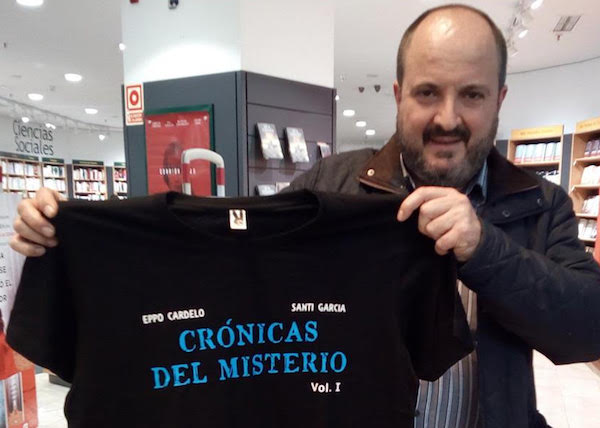 Ciencias
Sociales
EPPO CARDELO
SANTI GARCIA
CRÓNICAS
DEL MISTERIO
Vol. I